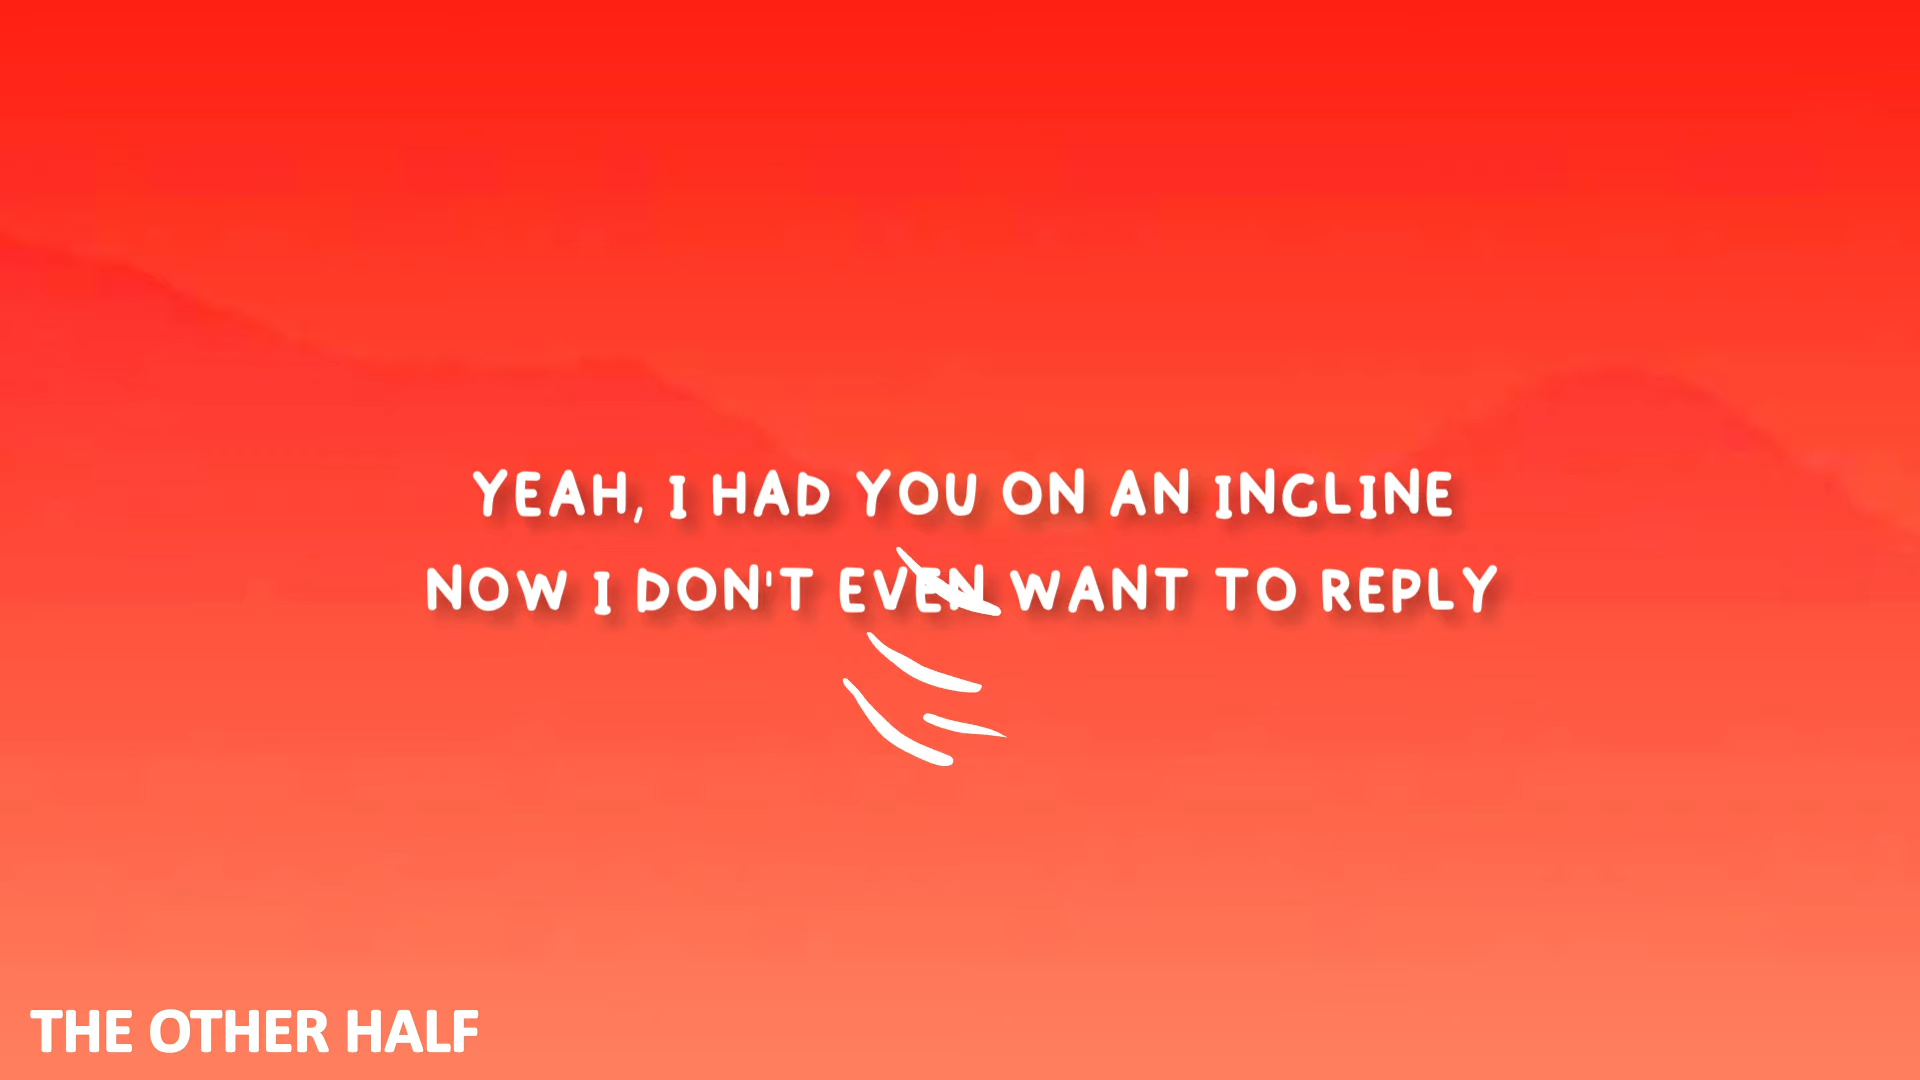 YEAH, I HAD YOU ON AN INCLINE
NOW I DON'T EVEN WANT TO REPLY
THE OTHER HALF